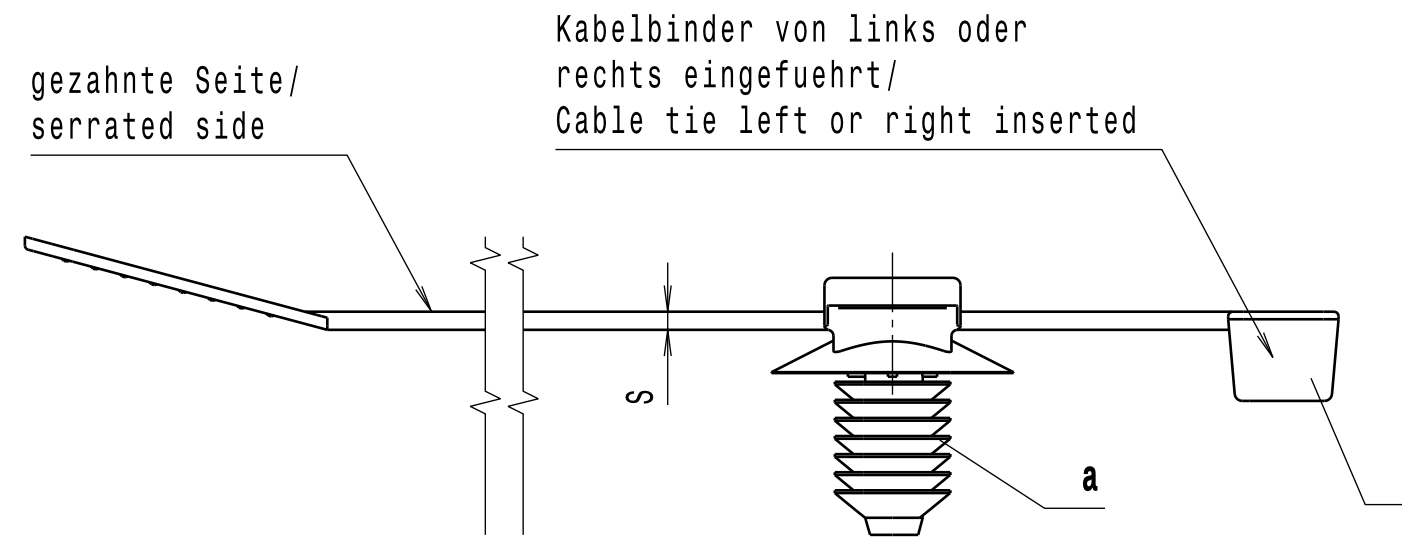 Kabelbinder von links oder
rechts eingefuehrt/
Cable tie left or right inserted
gezahnte Seite/
serrated side
S
a